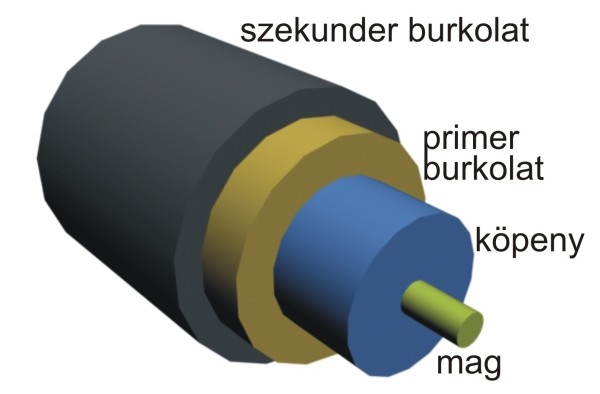 szekunder burkolat
primer
burkolat
köpeny
mag